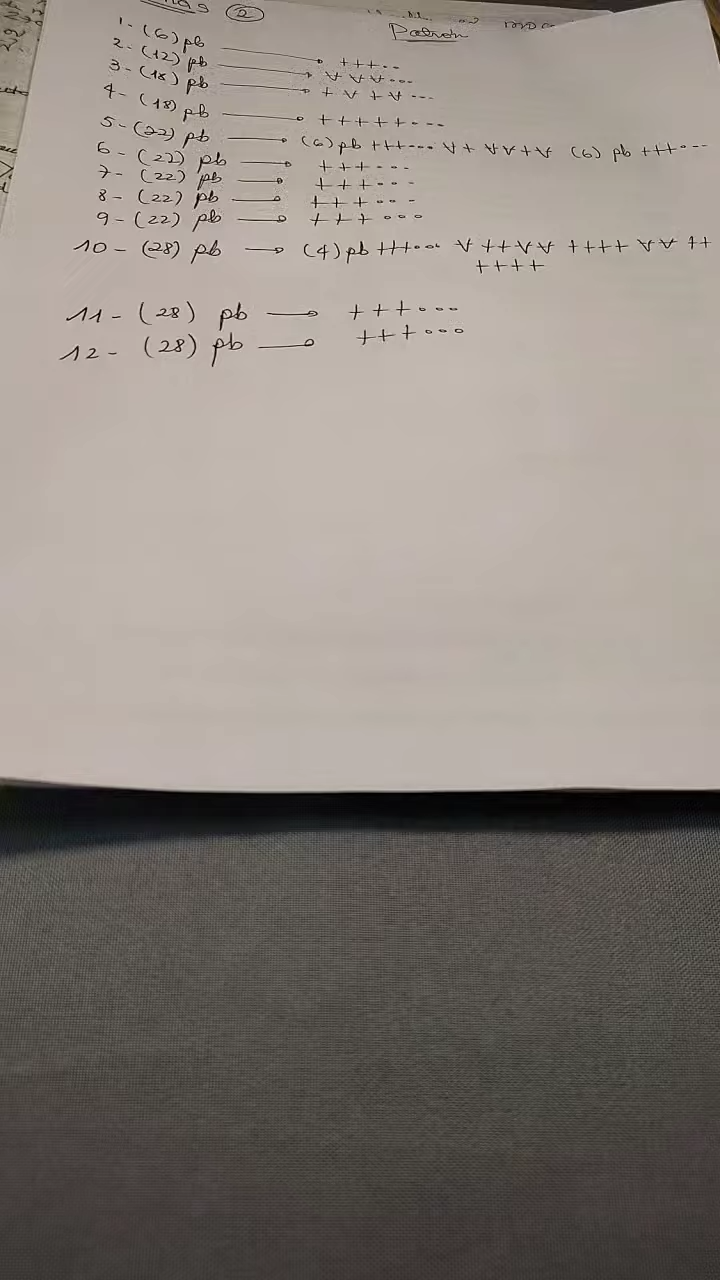 ②
Patron
1- (6) pb → +++...
2- (12) pb → V V V...
3- (18) pb → + V + V ...
4- (18) pb → +++++...
5- (22) pb → (6) pb +++... V + V V + V (6) pb +++...
6- (22) pb → +++...
7- (22) pb → +++...
8- (22) pb → +++...
9- (22) pb → +++...
10- (28) pb → (4) pb +++... V ++ V V ++++ V V ++
++++
11- (28) pb → +++...
12- (28) pb → +++...